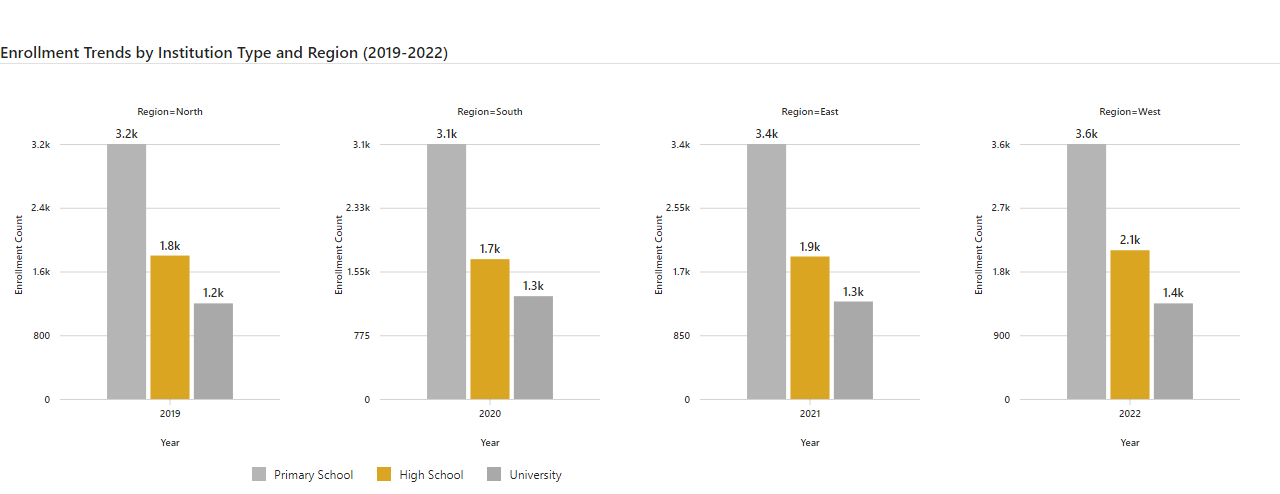 Enrollment Trends by Institution Type and Region (2019-2022)
Region=North
3.2k
2.4k
1.6k
800
0
Enrollment Count
3.2k
1.8k
1.2k
2019
Year
Region=South
3.1k
2.33k
1.55k
775
0
Enrollment Count
3.1k
1.7k
1.3k
2020
Year
Region=East
3.4k
2.55k
1.7k
850
0
Enrollment Count
3.4k
1.9k
1.3k
2021
Year
Region=West
3.6k
2.7k
1.8k
900
0
Enrollment Count
3.6k
2.1k
1.4k
2022
Year
Primary School
High School
University